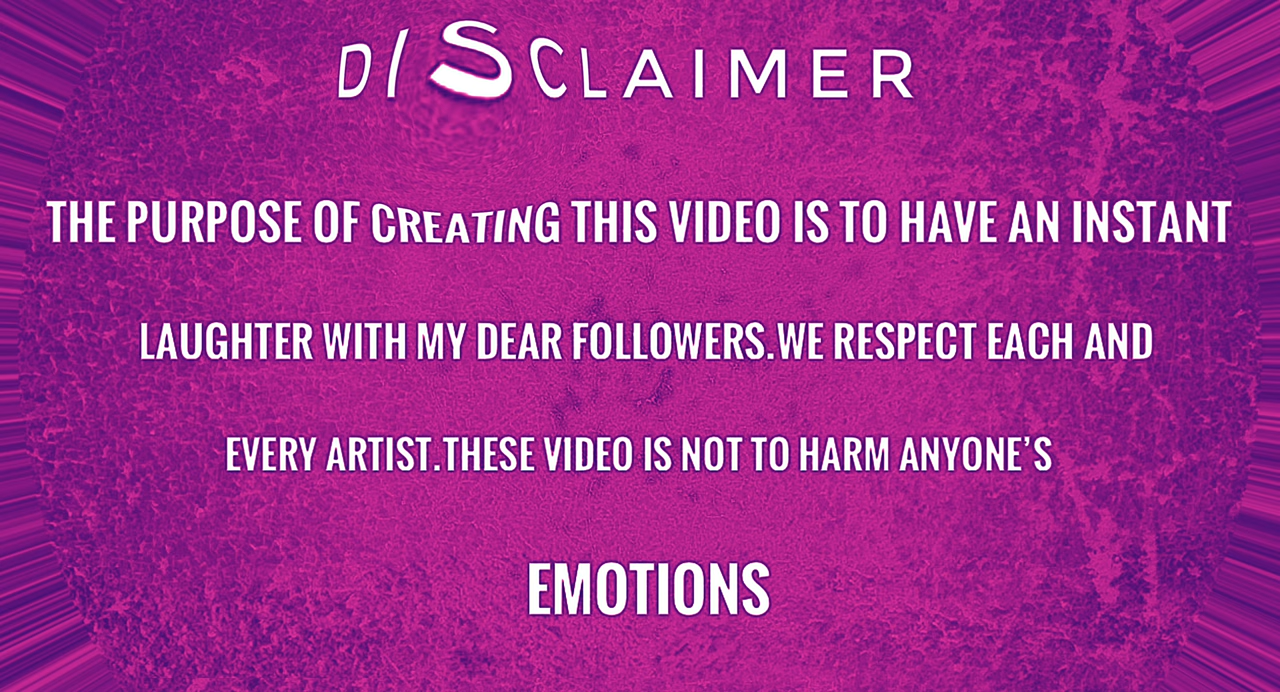 DISCLAIMER
THE PURPOSE OF CREATING THIS VIDEO IS TO HAVE AN INSTANT
LAUGHTER WITH MY DEAR FOLLOWERS.WE RESPECT EACH AND
EVERY ARTIST.THESE VIDEO IS NOT TO HARM ANYONE’S
EMOTIONS